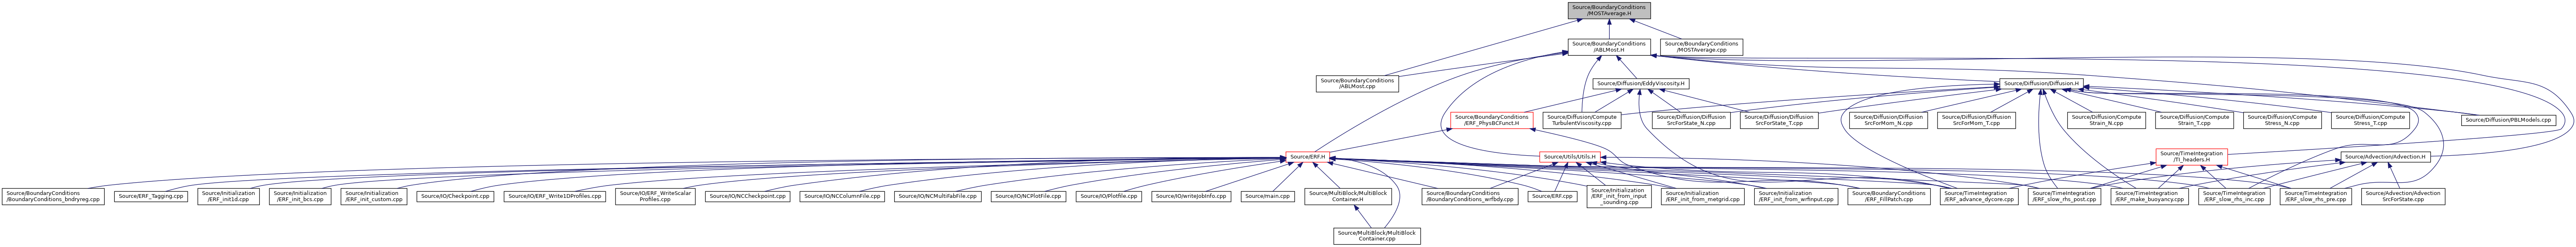 Source/BoundaryConditions
/MOSTAverage.H
Source/BoundaryConditions
/ABLMost.H
Source/BoundaryConditions
/MOSTAverage.cpp
Source/BoundaryConditions
/ABLMost.cpp
Source/Diffusion/EddyViscosity.H
Source/Diffusion/Diffusion.H
Source/BoundaryConditions
/ERF_PhysBCFunct.H
Source/Diffusion/Compute
TurbulentViscosity.cpp
Source/Diffusion/Diffusion
SrcForState_N.cpp
Source/Diffusion/Diffusion
SrcForState_T.cpp
Source/Diffusion/Diffusion
SrcForMom_N.cpp
Source/Diffusion/Diffusion
SrcForMom_T.cpp
Source/Diffusion/Compute
Strain_N.cpp
Source/Diffusion/Compute
Strain_T.cpp
Source/Diffusion/Compute
Stress_N.cpp
Source/Diffusion/Compute
Stress_T.cpp
Source/Diffusion/PBLModels.cpp
Source/ERF.H
Source/Utils/Utils.H
Source/TimeIntegration
/TI_headers.H
Source/Advection/Advection.H
Source/BoundaryConditions
/BoundaryConditions_bndryreg.cpp
Source/ERF_Tagging.cpp
Source/Initialization
/ERF_init1d.cpp
Source/Initialization
/ERF_init_bcs.cpp
Source/Initialization
/ERF_init_custom.cpp
Source/IO/Checkpoint.cpp
Source/IO/ERF_Write1DProfiles.cpp
Source/IO/ERF_WriteScalar
Profiles.cpp
Source/IO/NCCheckpoint.cpp
Source/IO/NCColumnFile.cpp
Source/IO/NCMultiFabFile.cpp
Source/IO/NCPlotFile.cpp
Source/IO/Plotfile.cpp
Source/IO/writeJobInfo.cpp
Source/main.cpp
Source/MultiBlock/MultiBlock
Container.H
Source/BoundaryConditions
/BoundaryConditions_wrfbdy.cpp
Source/ERF.cpp
Source/Initialization
/ERF_init_from_input
_sounding.cpp
Source/Initialization
/ERF_init_from_metgrid.cpp
Source/Initialization
/ERF_init_from_wrfinput.cpp
Source/BoundaryConditions
/ERF_FillPatch.cpp
Source/TimeIntegration
/ERF_advance_dycore.cpp
Source/TimeIntegration
/ERF_slow_rhs_post.cpp
Source/TimeIntegration
/ERF_make_buoyancy.cpp
Source/TimeIntegration
/ERF_slow_rhs_inc.cpp
Source/TimeIntegration
/ERF_slow_rhs_pre.cpp
Source/Advection/Advection
SrcForState.cpp
Source/MultiBlock/MultiBlock
Container.cpp